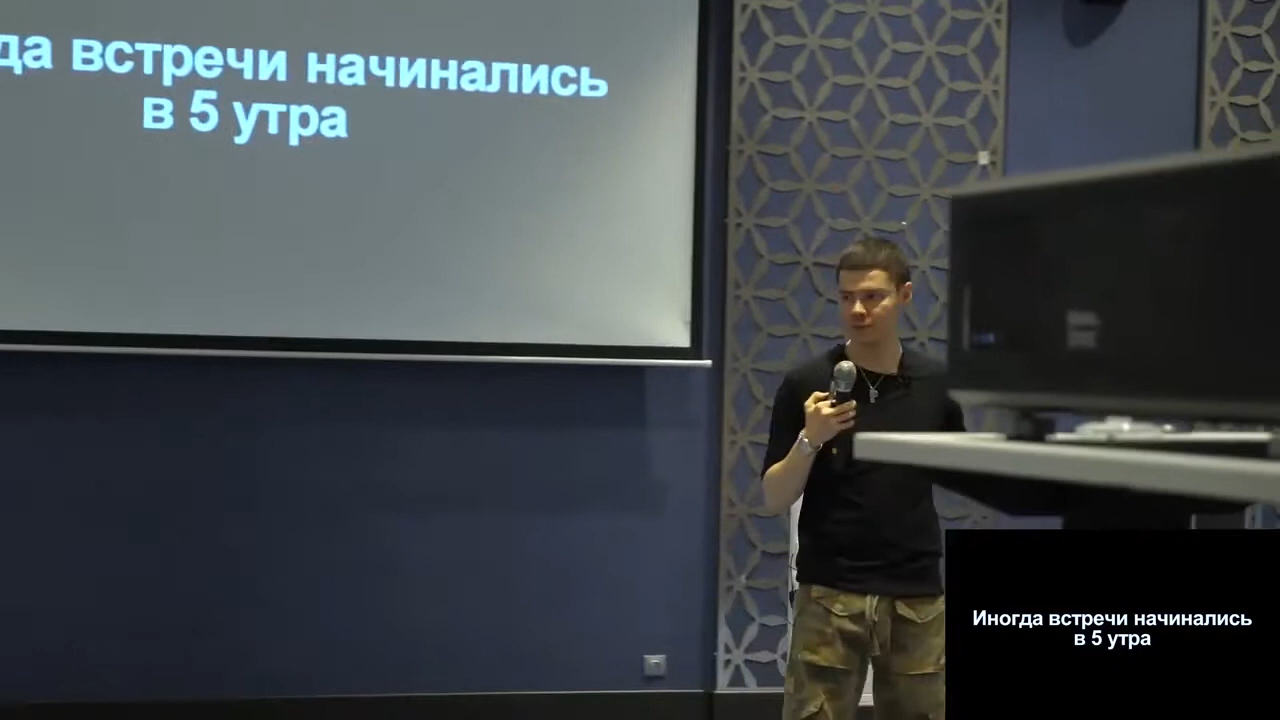 да встречи начинались
в 5 утра
Иногда встречи начинались
в 5 утра